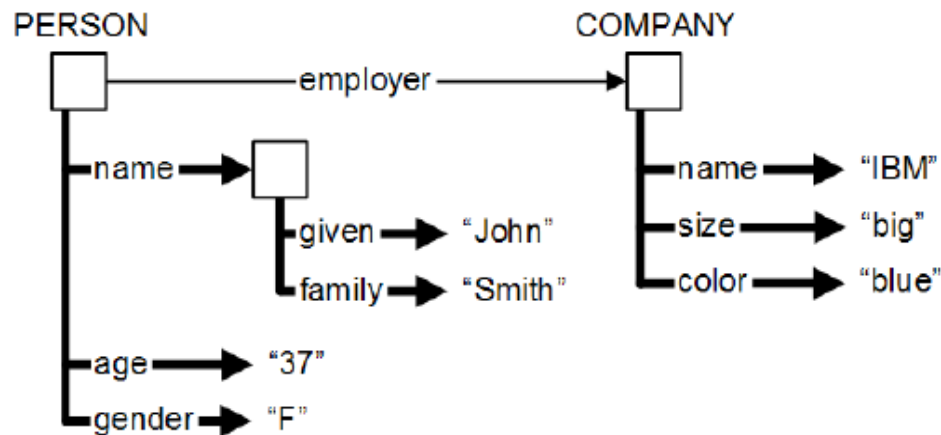 PERSON COMPANY
employer
name name “IBM”
given “John” size “big”
family “Smith” color “blue”
age “37”
gender “F”